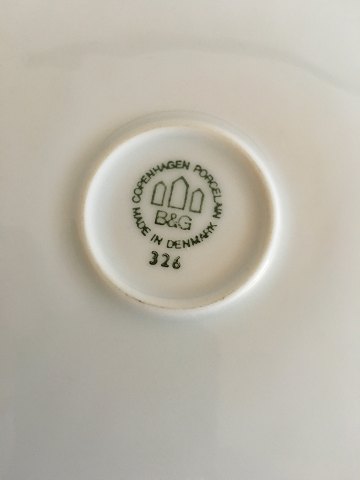 COPENHAGEN PORCELAIN
B&G
MADE IN DENMARK
326